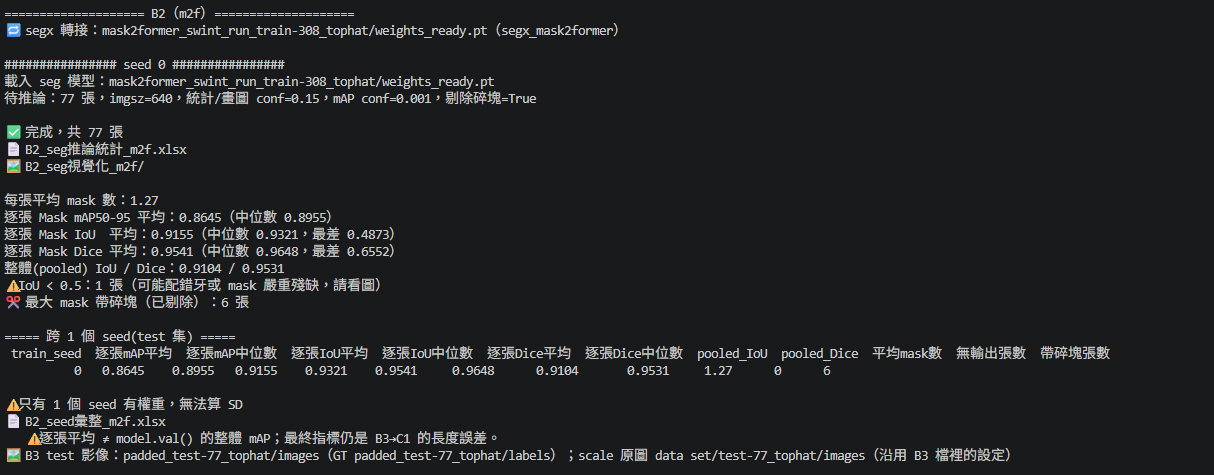 ==================== B2（m2f）====================
🔁 segx 轉接：mask2former_swint_run_train-308_tophat/weights_ready.pt（segx_mask2former）
################ seed 0 ################
載入 seg 模型：mask2former_swint_run_train-308_tophat/weights_ready.pt
待推論：77 張，imgsz=640，統計/畫圖 conf=0.15，mAP conf=0.001，剔除碎塊=True
✅ 完成，共 77 張
📄 B2_seg推論統計_m2f.xlsx
🖼️ B2_seg視覺化_m2f/
每張平均 mask 數：1.27
逐張 Mask mAP50-95 平均：0.8645（中位數 0.8955）
逐張 Mask IoU  平均：0.9155（中位數 0.9321，最差 0.4873）
逐張 Mask Dice 平均：0.9541（中位數 0.9648，最差 0.6552）
整體(pooled) IoU / Dice：0.9104 / 0.9531
⚠️IoU < 0.5：1 張（可能配錯牙或 mask 嚴重殘缺，請看圖）
✂️ 最大 mask 帶碎塊（已剔除）：6 張
===== 跨 1 個 seed(test 集) =====
train_seed  逐張mAP平均  逐張mAP中位數  逐張IoU平均  逐張IoU中位數  逐張Dice平均  逐張Dice中位數  pooled_IoU  pooled_Dice  平均mask數  無輸出張數  帶碎塊張數
0  0.8645  0.8955  0.9155  0.9321  0.9541  0.9648  0.9104  0.9531  1.27  0  6
⚠️只有 1 個 seed 有權重，無法算 SD
📄 B2_seed彙整_m2f.xlsx
⚠️逐張平均 ≠ model.val() 的整體 mAP；最終指標仍是 B3→C1 的長度誤差。
🖼️ B3 test 影像：padded_test-77_tophat/images（GT padded_test-77_tophat/labels）；scale 原圖 data set/test-77_tophat/images（沿用 B3 檔裡的設定）